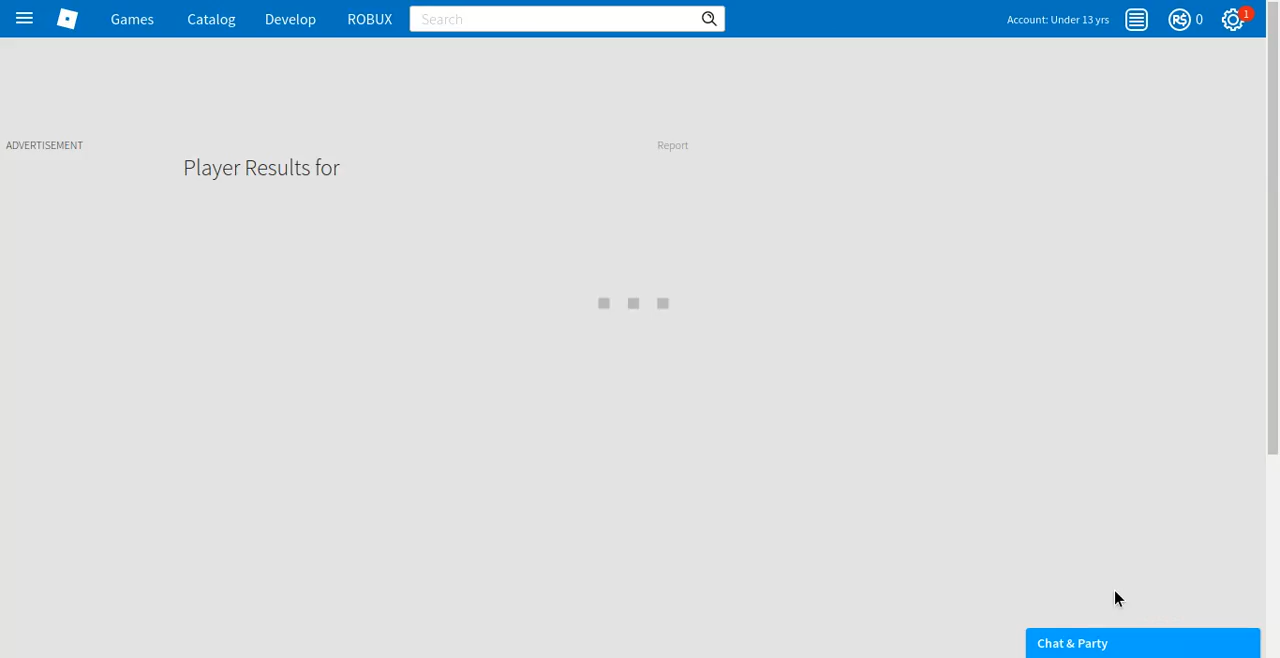 Games Catalog Develop ROBUX Search Account: Under 13 yrs R$ 0 1
ADVERTISEMENT Report
Player Results for
Chat & Party